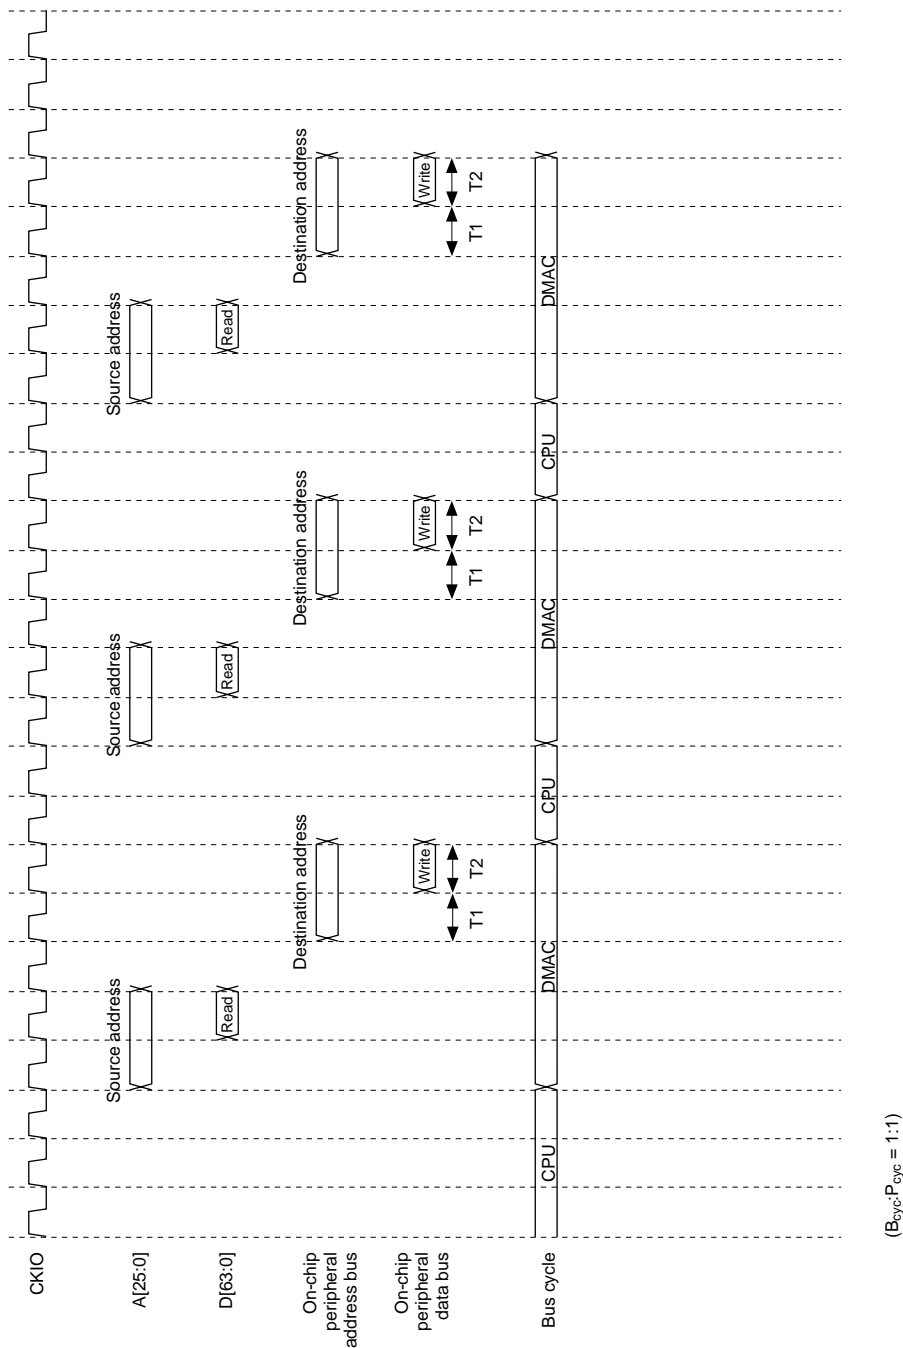 CKIO
A[25:0]
Source address
Source address
Source address
D[63:0]
Read
Read
Read
On-chip
peripheral
address bus
Destination address
Destination address
Destination address
On-chip
peripheral
data bus
Write
Write
Write
T1
T2
T1
T2
T1
T2
Bus cycle
CPU
DMAC
CPU
DMAC
CPU
DMAC
(Bcyc:Pcyc = 1:1)